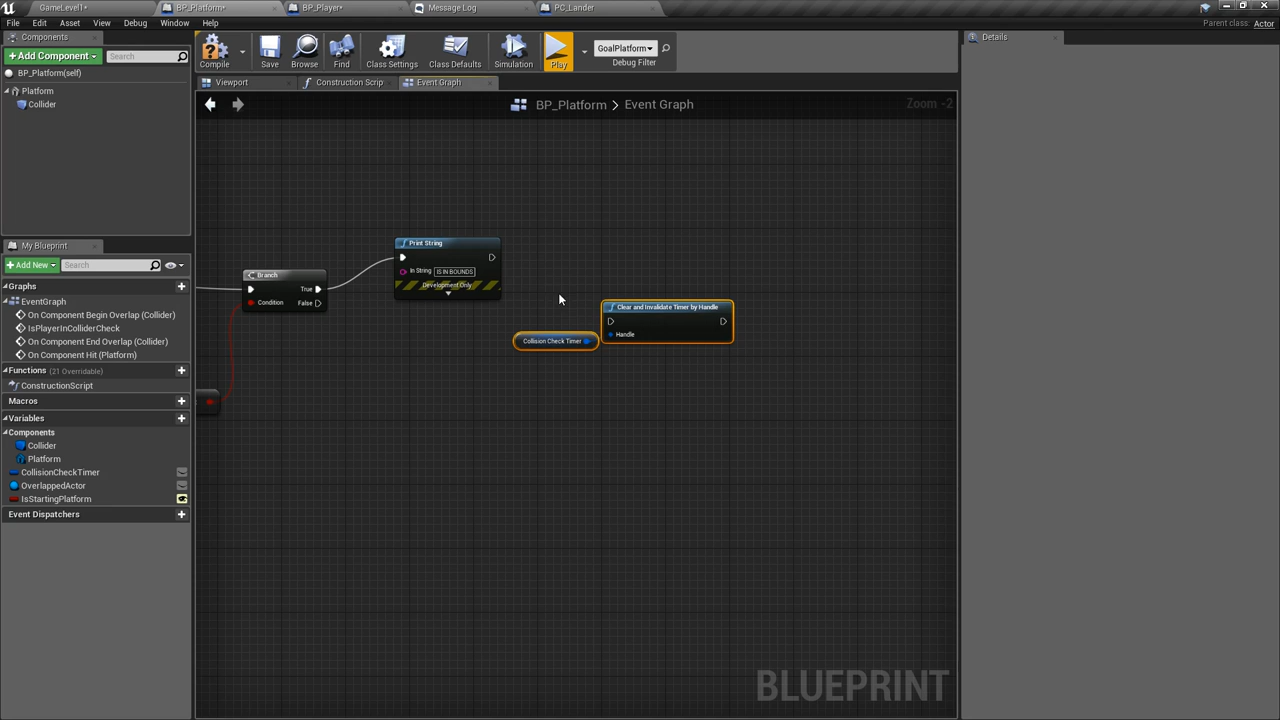 GameLevel1*
BP_Platform*
BP_Player*
Message Log
PC_Lander
File Edit Asset View Debug Window Help
Parent class: Actor
Components
Add Component
Search
BP_Platform(self)
Platform
Collider
Compile
Save
Browse
Find
Class Settings
Class Defaults
Simulation
Play
GoalPlatform
Debug Filter
Details
Viewport
Construction Scrip
Event Graph
BP_Platform > Event Graph
Zoom -2
Print String
In String IS IN BOUNDS
Development Only
Branch
True
Condition False
Clear and Invalidate Timer by Handle
Handle
Collision Check Timer
My Blueprint
Add New
Search
Graphs
EventGraph
On Component Begin Overlap (Collider)
IsPlayerInColliderCheck
On Component End Overlap (Collider)
On Component Hit (Platform)
Functions (21 Overridable)
ConstructionScript
Macros
Variables
Components
Collider
Platform
CollisionCheckTimer
OverlappedActor
IsStartingPlatform
Event Dispatchers
BLUEPRINT